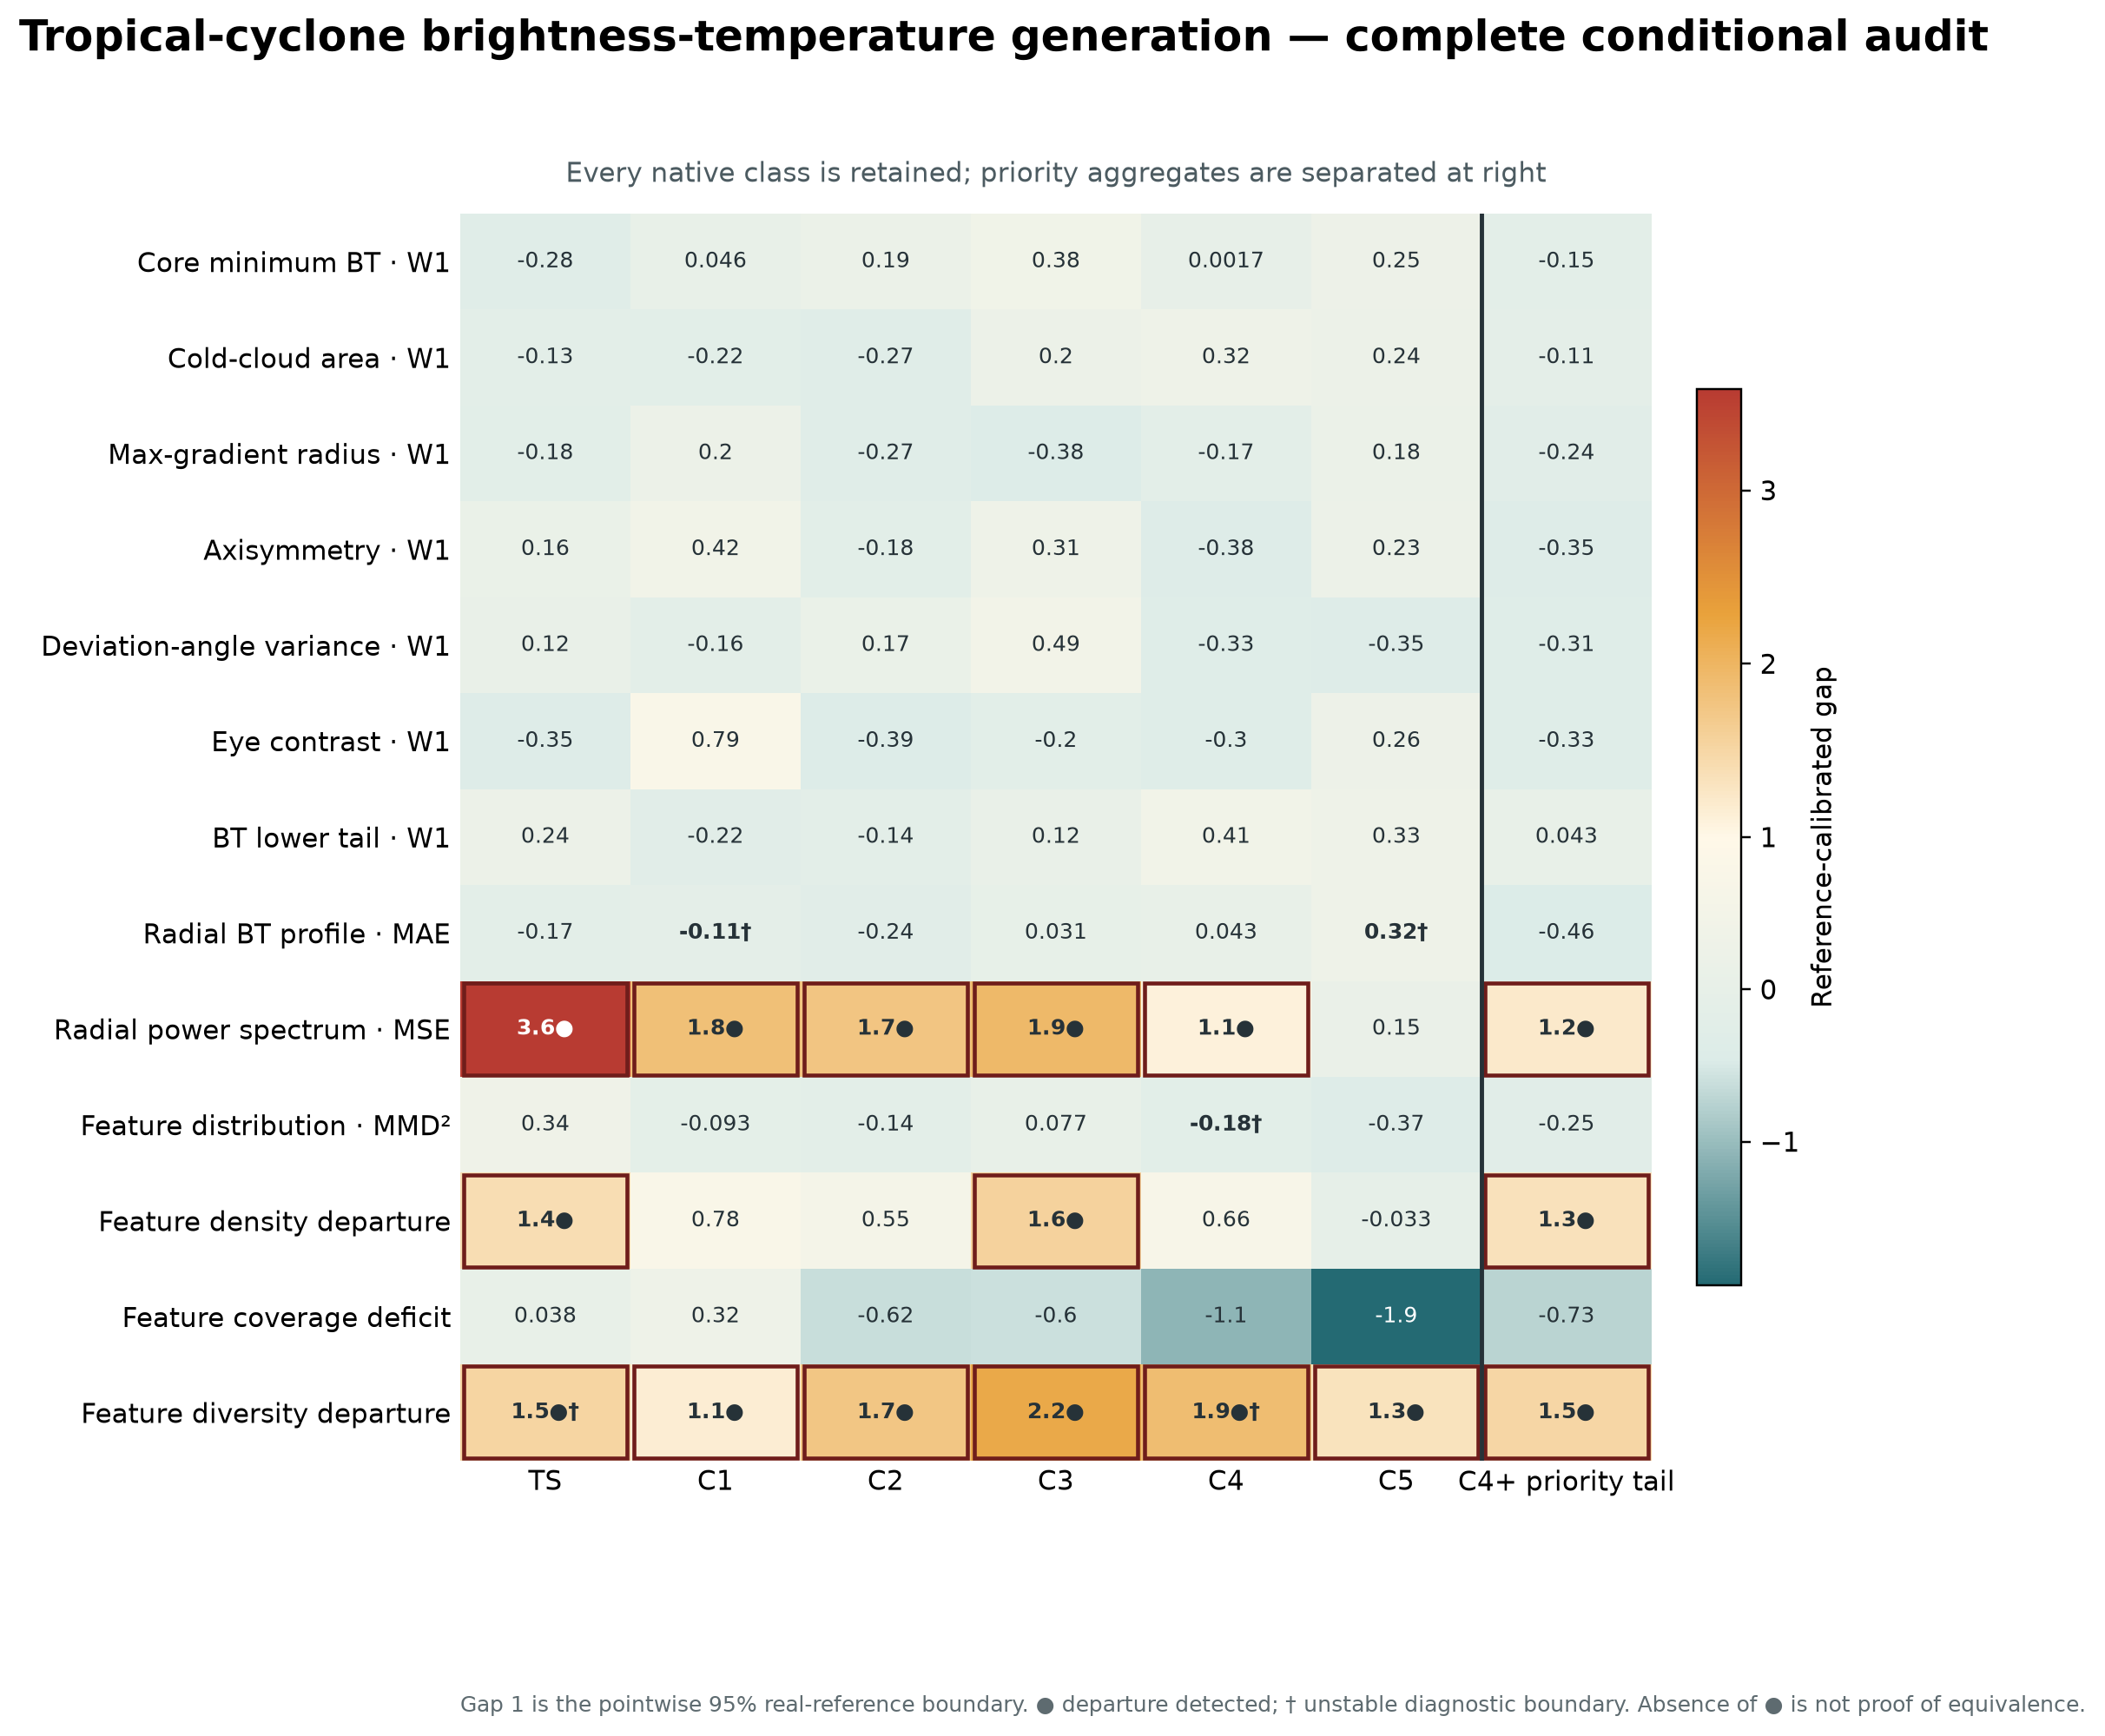 Tropical-cyclone brightness-temperature generation — complete conditional audit
Every native class is retained; priority aggregates are separated at right
Core minimum BT · W1 -0.28 0.046 0.19 0.38 0.0017 0.25 -0.15
Cold-cloud area · W1 -0.13 -0.22 -0.27 0.2 0.32 0.24 -0.11
Max-gradient radius · W1 -0.18 0.2 -0.27 -0.38 -0.17 0.18 -0.24
Axisymmetry · W1 0.16 0.42 -0.18 0.31 -0.38 0.23 -0.35
Deviation-angle variance · W1 0.12 -0.16 0.17 0.49 -0.33 -0.35 -0.31
Eye contrast · W1 -0.35 0.79 -0.39 -0.2 -0.3 0.26 -0.33
BT lower tail · W1 0.24 -0.22 -0.14 0.12 0.41 0.33 0.043
Radial BT profile · MAE -0.17 -0.11† -0.24 0.031 0.043 0.32† -0.46
Radial power spectrum · MSE 3.6● 1.8● 1.7● 1.9● 1.1● 0.15 1.2●
Feature distribution · MMD² 0.34 -0.093 -0.14 0.077 -0.18† -0.37 -0.25
Feature density departure 1.4● 0.78 0.55 1.6● 0.66 -0.033 1.3●
Feature coverage deficit 0.038 0.32 -0.62 -0.6 -1.1 -1.9 -0.73
Feature diversity departure 1.5●† 1.1● 1.7● 2.2● 1.9●† 1.3● 1.5●
TS C1 C2 C3 C4 C5 C4+ priority tail
3
2
1
0
−1
Reference-calibrated gap
Gap 1 is the pointwise 95% real-reference boundary. ● departure detected; † unstable diagnostic boundary. Absence of ● is not proof of equivalence.